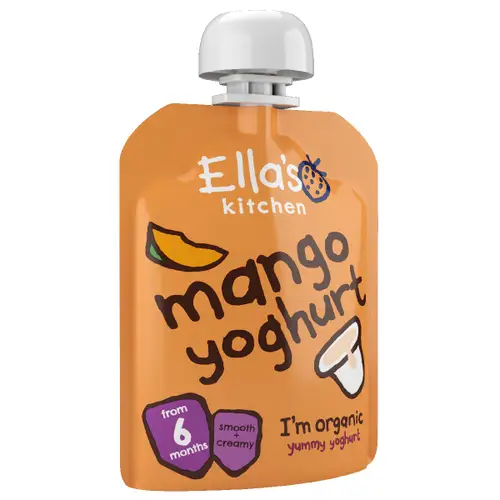 Ella's
kitchen
mango
yoghurt
from
6
months
smooth
+
creamy
I'm organic
yummy yoghurt